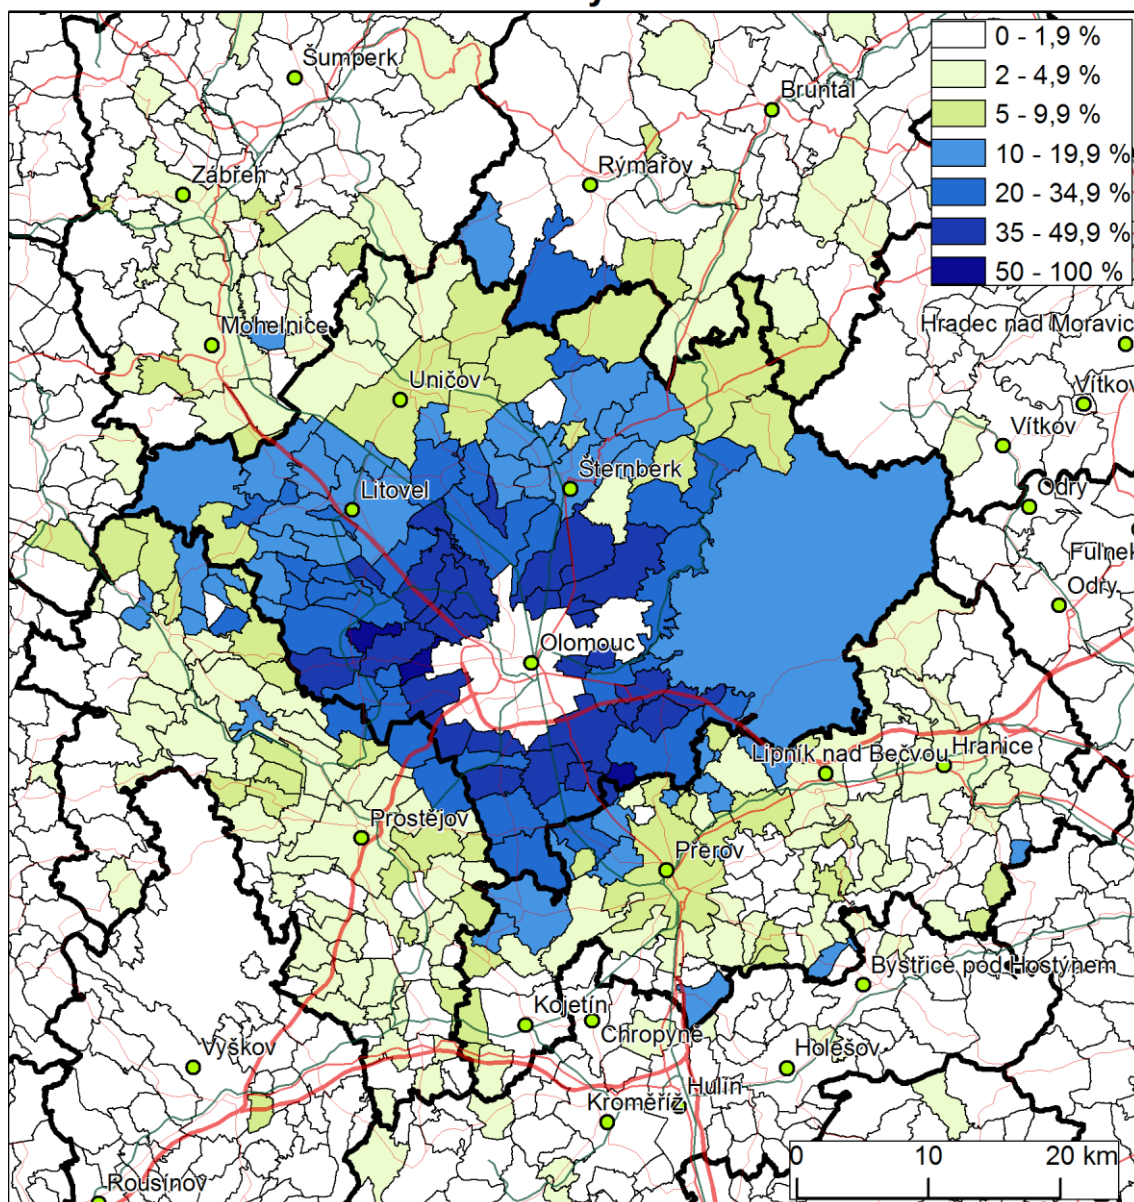 0 - 1,9 %
2 - 4,9 %
5 - 9,9 %
10 - 19,9 %
20 - 34,9 %
35 - 49,9 %
50 - 100 %
Šumperk
Bruntál
Zábřeh
Rýmařov
Mohelnice
Hradec nad Moravic
Uničov
Vítkov
Vítkov
Šternberk
Litovel
Odry
Fulnek
Odry
Olomouc
Lipník nad Bečvou
Hranice
Prostějov
Přerov
Bystřice pod Hostýnem
Kojetín
Chropyně
Vyškov
Holešov
Hulín
Kroměříž
Rousínov
0 10 20 km